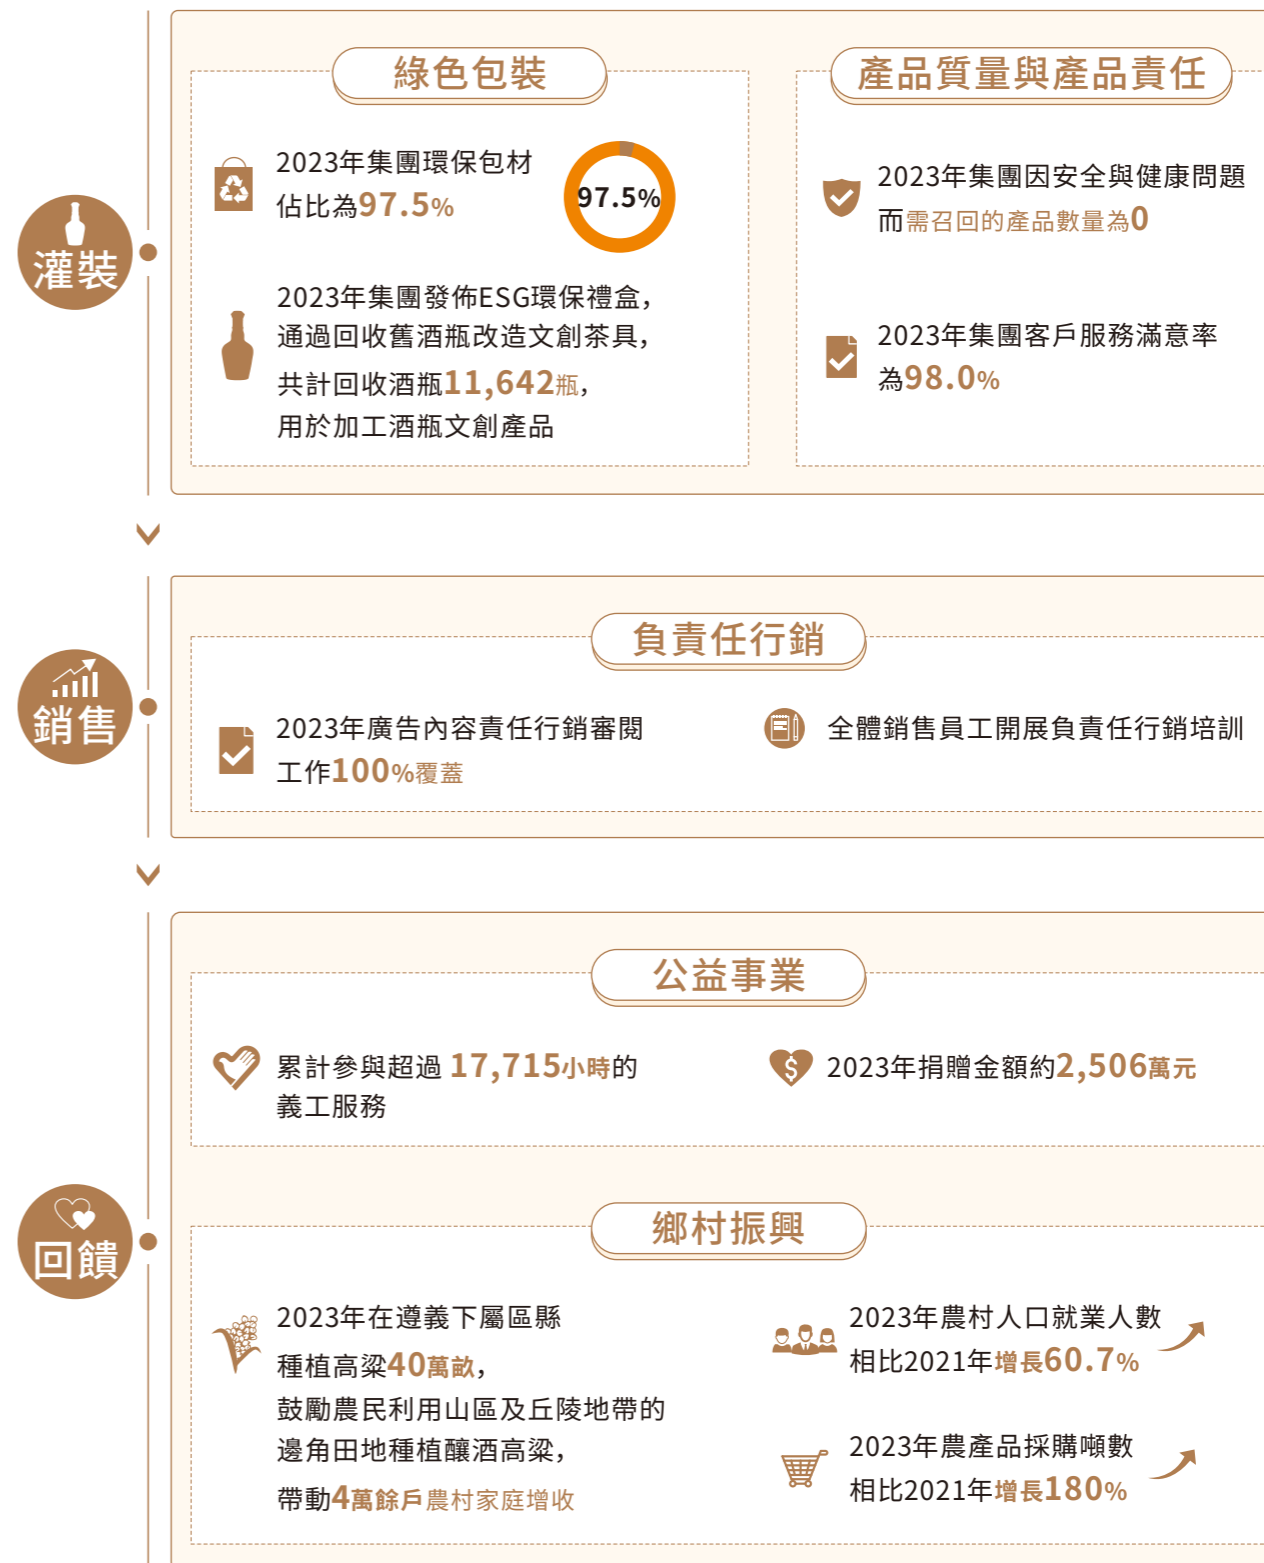 灌裝
綠色包裝
2023年集團環保包材
佔比為97.5%
97.5%
2023年集團發佈ESG環保禮盒，
通過回收舊酒瓶改造文創茶具，
共計回收酒瓶11,642瓶，
用於加工酒瓶文創產品
產品質量與產品責任
2023年集團因安全與健康問題
而需召回的產品數量為0
2023年集團客戶服務滿意率
為98.0%
銷售
負責任行銷
2023年廣告內容責任行銷審閱
工作100%覆蓋
全體銷售員工開展負責任行銷培訓
回饋
公益事業
累計參與超過 17,715小時的
義工服務
2023年捐贈金額約2,506萬元
鄉村振興
2023年在遵義下屬區縣
種植高粱40萬畝，
鼓勵農民利用山區及丘陵地帶的
邊角田地種植釀酒高粱，
帶動4萬餘戶農村家庭增收
2023年農村人口就業人數
相比2021年增長60.7%
2023年農產品採購噸數
相比2021年增長180%